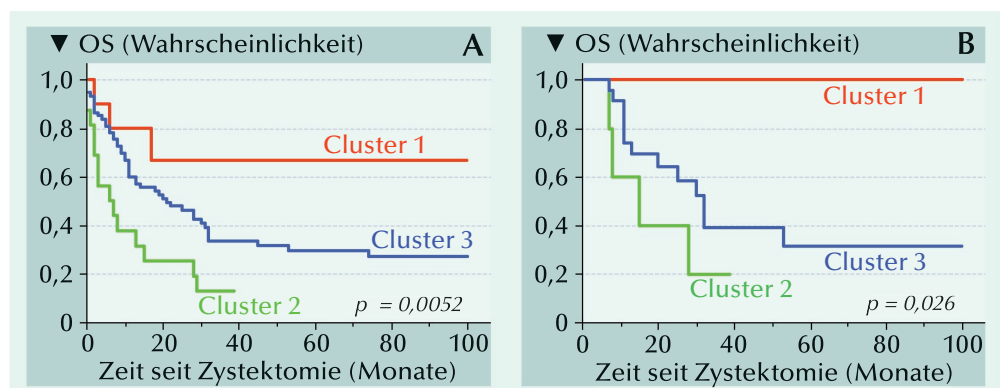 ▼ OS (Wahrscheinlichkeit) A
1,0
0,8
0,6
0,4
0,2
0
Cluster 1
Cluster 3
Cluster 2
p = 0,0052
0 20 40 60 80 100
Zeit seit Zystektomie (Monate)
▼ OS (Wahrscheinlichkeit) B
1,0
0,8
0,6
0,4
0,2
0
Cluster 1
Cluster 3
Cluster 2
p = 0,026
0 20 40 60 80 100
Zeit seit Zystektomie (Monate)